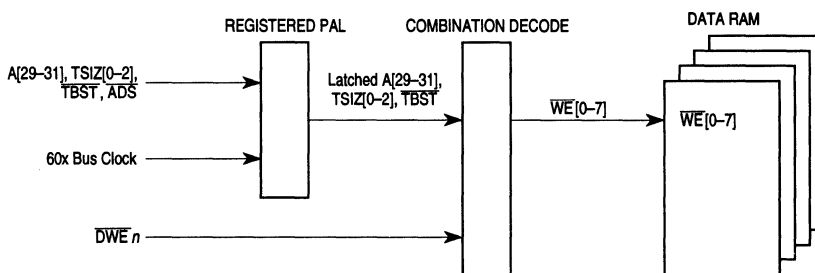 REGISTERED PAL
COMBINATION DECODE
DATA RAM
A[29–31], TSIZ[0–2],
TBST, ADS
Latched A[29–31],
TSIZ[0–2], TBST
WE[0–7]
WE[0–7]
60x Bus Clock
DWE n